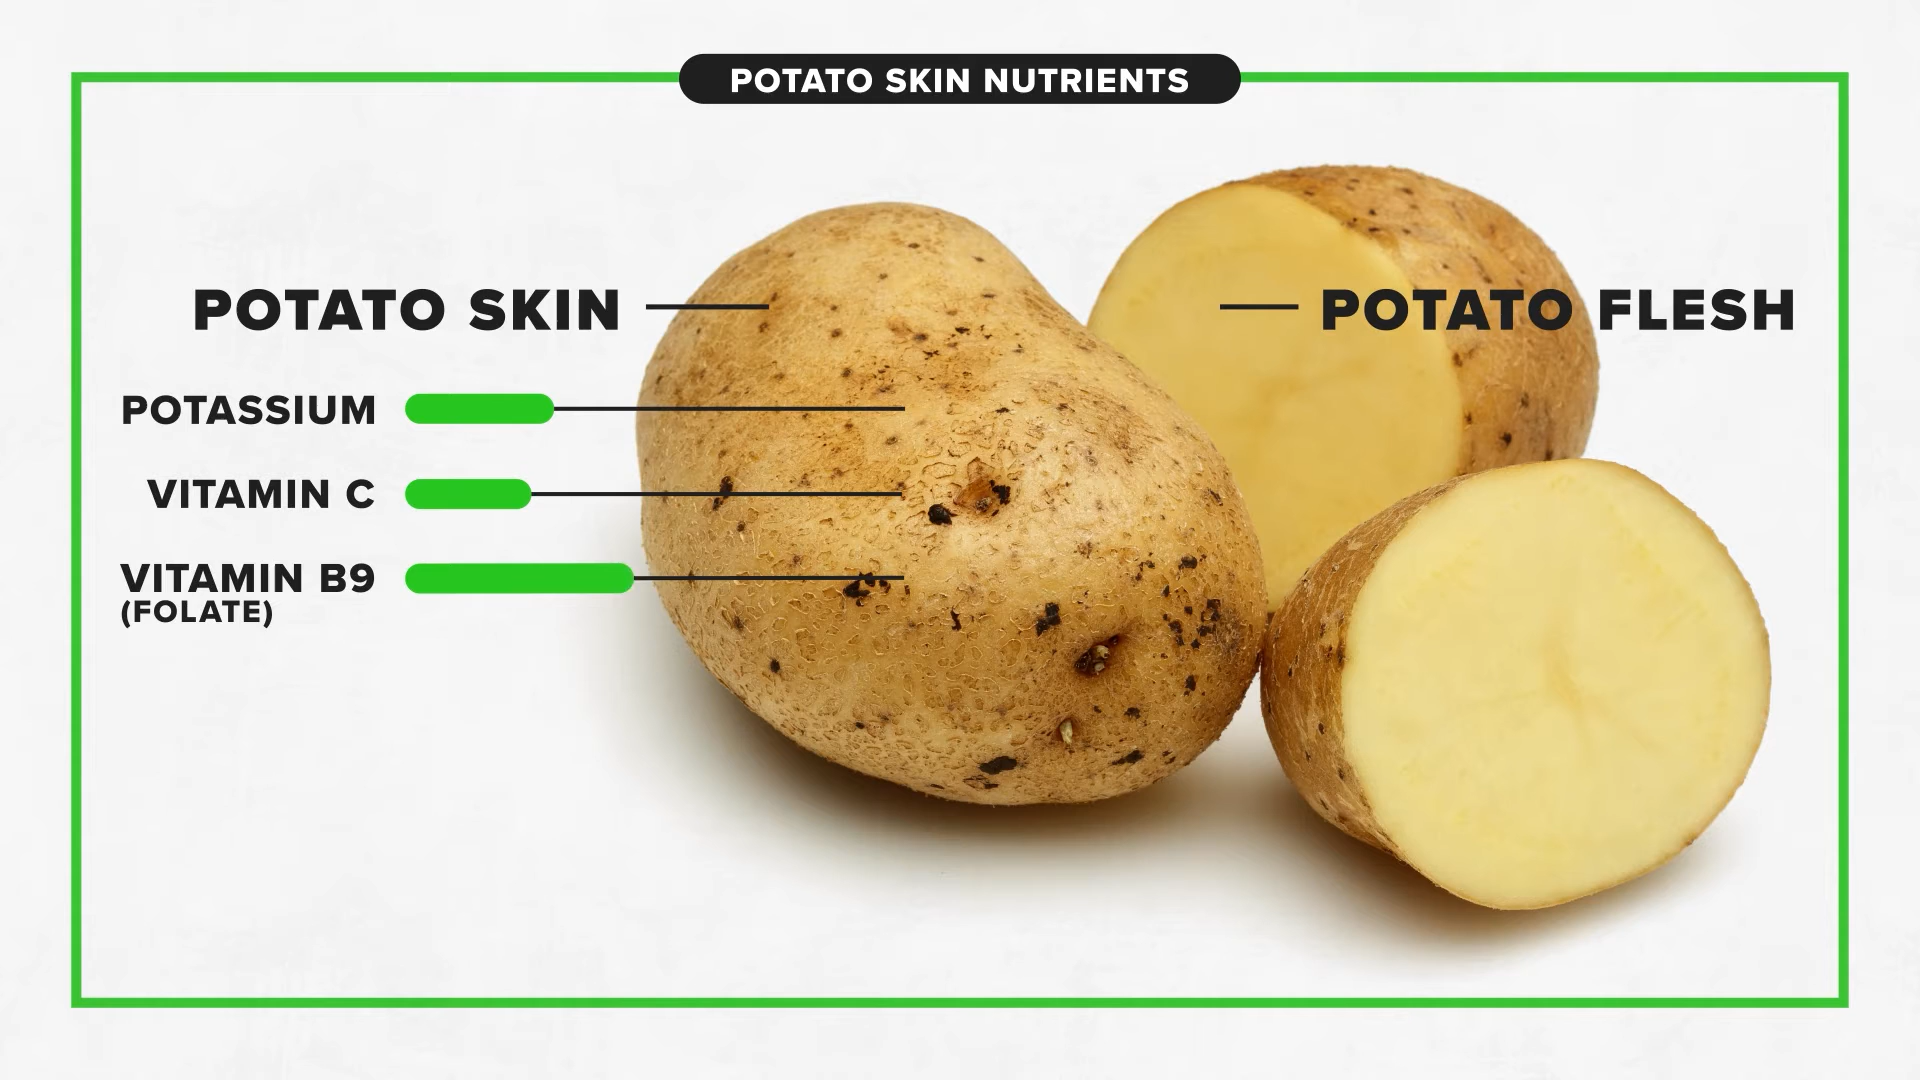 POTATO SKIN NUTRIENTS
POTATO SKIN
POTATO FLESH
POTASSIUM
VITAMIN C
VITAMIN B9
(FOLATE)